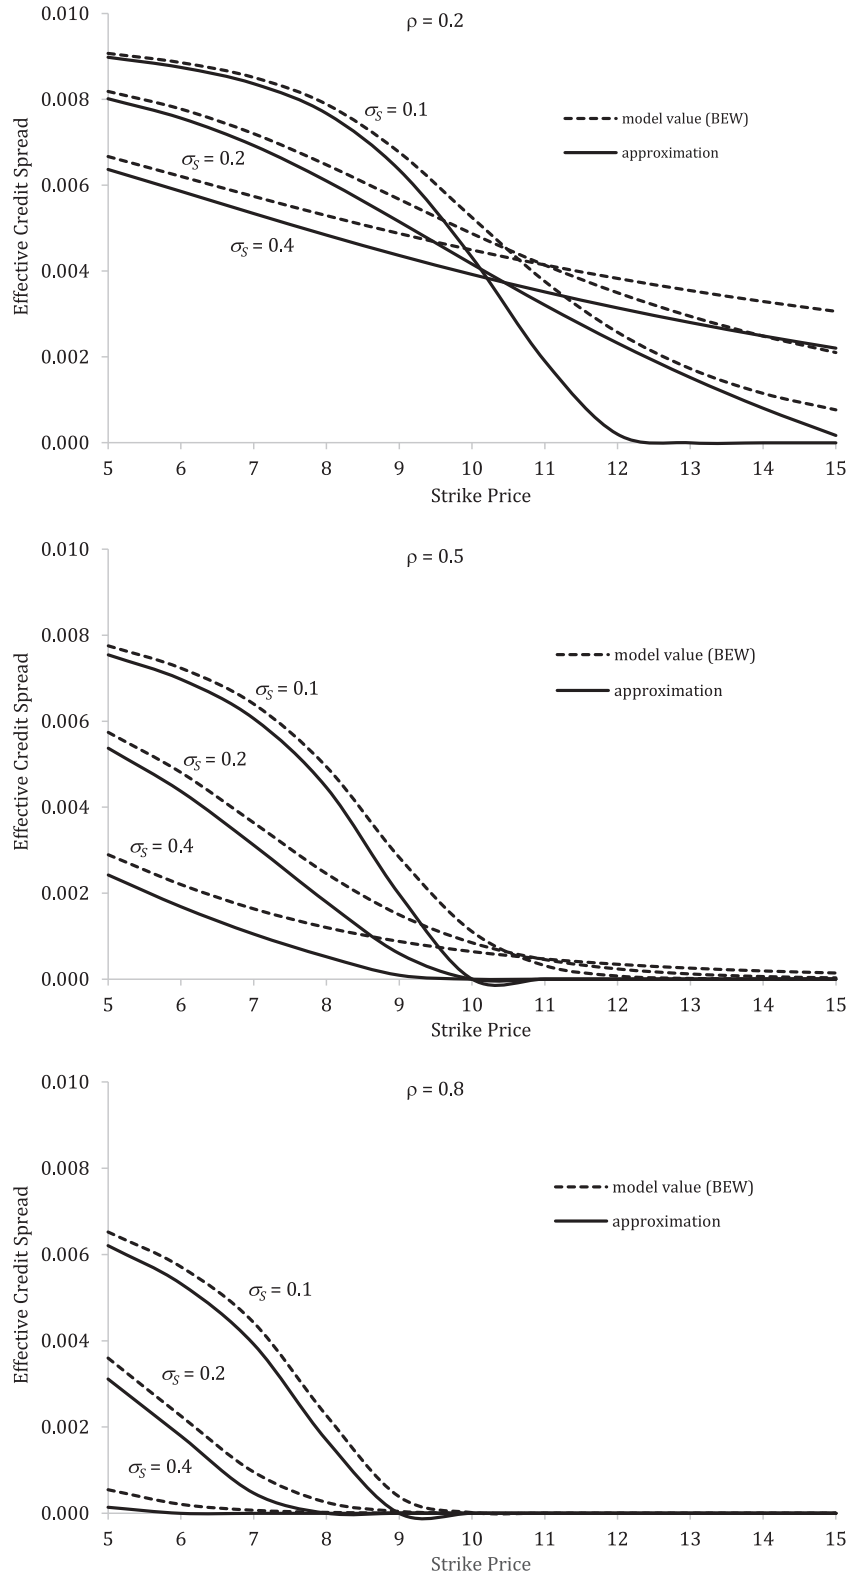 ρ = 0.2
Effective Credit Spread
0.010
0.008
0.006
0.004
0.002
0.000
σS = 0.1
σS = 0.2
σS = 0.4
model value (BEW)
approximation
5 6 7 8 9 10 11 12 13 14 15
Strike Price
ρ = 0.5
Effective Credit Spread
0.010
0.008
0.006
0.004
0.002
0.000
σS = 0.1
σS = 0.2
σS = 0.4
model value (BEW)
approximation
5 6 7 8 9 10 11 12 13 14 15
Strike Price
ρ = 0.8
Effective Credit Spread
0.010
0.008
0.006
0.004
0.002
0.000
σS = 0.1
σS = 0.2
σS = 0.4
model value (BEW)
approximation
5 6 7 8 9 10 11 12 13 14 15
Strike Price